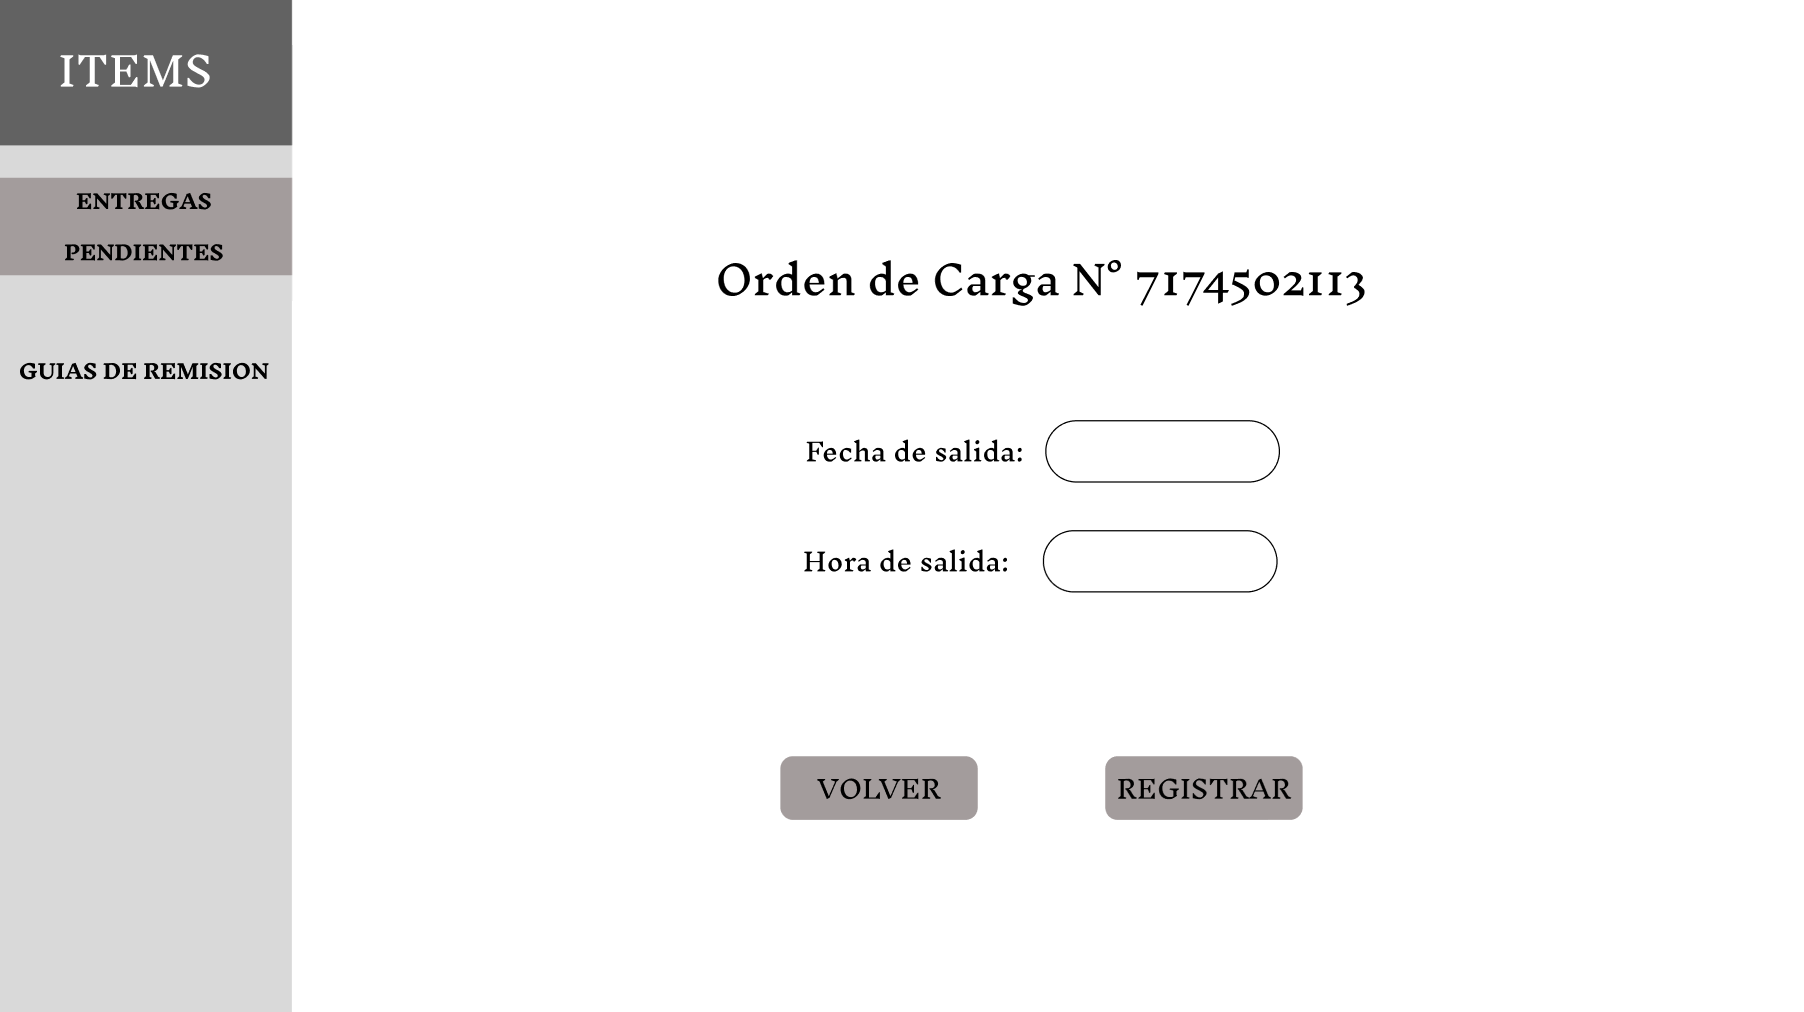 ITEMS
ENTREGAS
PENDIENTES
GUIAS DE REMISION
Orden de Carga N° 7174502113
Fecha de salida:
Hora de salida:
VOLVER
REGISTRAR